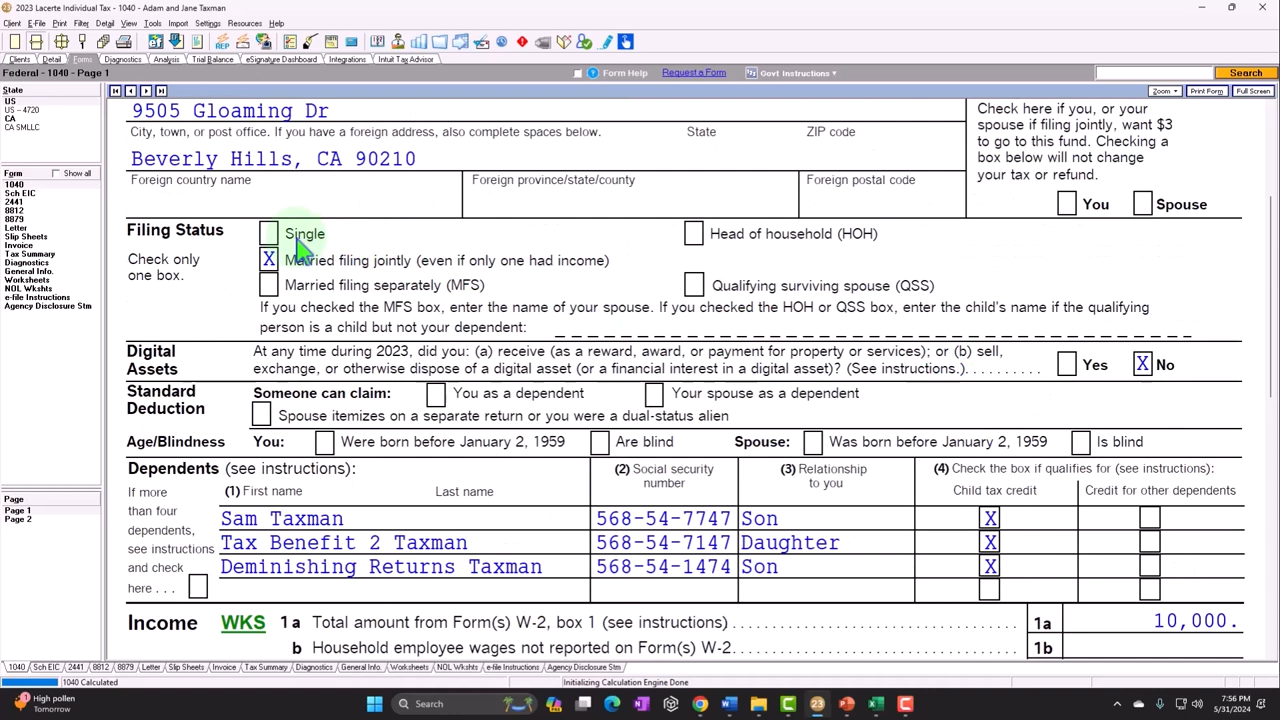 2023 Lacerte Individual Tax - 1040 - Adam and Jane Taxman
Client E-File Print Filter Detail View Tools Import Settings Resources Help
REP
Clients Detail Forms Diagnostics Analysis Trial Balance eSignature Dashboard Integrations Intuit Tax Advisor
Federal - 1040 - Page 1
Form Help Request a Form Govt Instructions Search
Zoom Print Form Full Screen
State
US
US - 4720
CA
CA SMLLC
Form Show all
1040
Sch EIC
2441
8812
8879
Letter
Slip Sheets
Invoice
Tax Summary
Diagnostics
General Info.
Worksheets
NOL Wkshts
e-file Instructions
Agency Disclosure Stm
Page
Page 1
Page 2
9505 Gloaming Dr
City, town, or post office. If you have a foreign address, also complete spaces below. State ZIP code
Beverly Hills, CA 90210
Foreign country name Foreign province/state/county Foreign postal code
Check here if you, or your
spouse if filing jointly, want $3
to go to this fund. Checking a
box below will not change
your tax or refund.
You Spouse
Filing Status
Check only
one box.
Single
X Married filing jointly (even if only one had income)
Married filing separately (MFS)
Head of household (HOH)
Qualifying surviving spouse (QSS)
If you checked the MFS box, enter the name of your spouse. If you checked the HOH or QSS box, enter the child's name if the qualifying
person is a child but not your dependent:
Digital
Assets
At any time during 2023, did you: (a) receive (as a reward, award, or payment for property or services); or (b) sell,
exchange, or otherwise dispose of a digital asset (or a financial interest in a digital asset)? (See instructions.) . . . . . . . . . . Yes X No
Standard
Deduction
Someone can claim: You as a dependent Your spouse as a dependent
Spouse itemizes on a separate return or you were a dual-status alien
Age/Blindness You: Were born before January 2, 1959 Are blind Spouse: Was born before January 2, 1959 Is blind
Dependents (see instructions):
If more
than four
dependents,
see instructions
and check
here . . .
(1) First name Last name
(2) Social security
number
(3) Relationship
to you
(4) Check the box if qualifies for (see instructions):
Child tax credit Credit for other dependents
Sam Taxman 568-54-7747 Son X
Tax Benefit 2 Taxman 568-54-7147 Daughter X
Deminishing Returns Taxman 568-54-1474 Son X
Income WKS 1 a Total amount from Form(s) W-2, box 1 (see instructions) 1a 10,000.
b Household employee wages not reported on Form(s) W-2 1b
1040 Sch EIC 2441 8812 8879 Letter Slip Sheets Invoice Tax Summary Diagnostics General Info. Worksheets NOL Wkshts e-file Instructions Agency Disclosure Stm
1040 Calculated Initializing Calculation Engine Done
High pollen
Tomorrow
Search
23
7:56 PM
5/31/2024